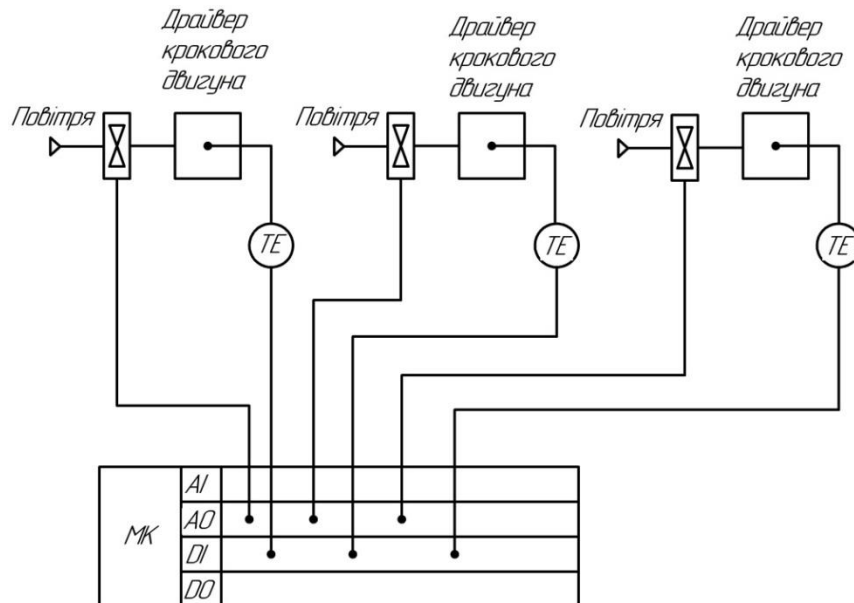 Драйвер
крокового
двигуна
Драйвер
крокового
двигуна
Драйвер
крокового
двигуна
Повітря
Повітря
Повітря
TE
TE
TE
МК
AI
AO
DI
DO